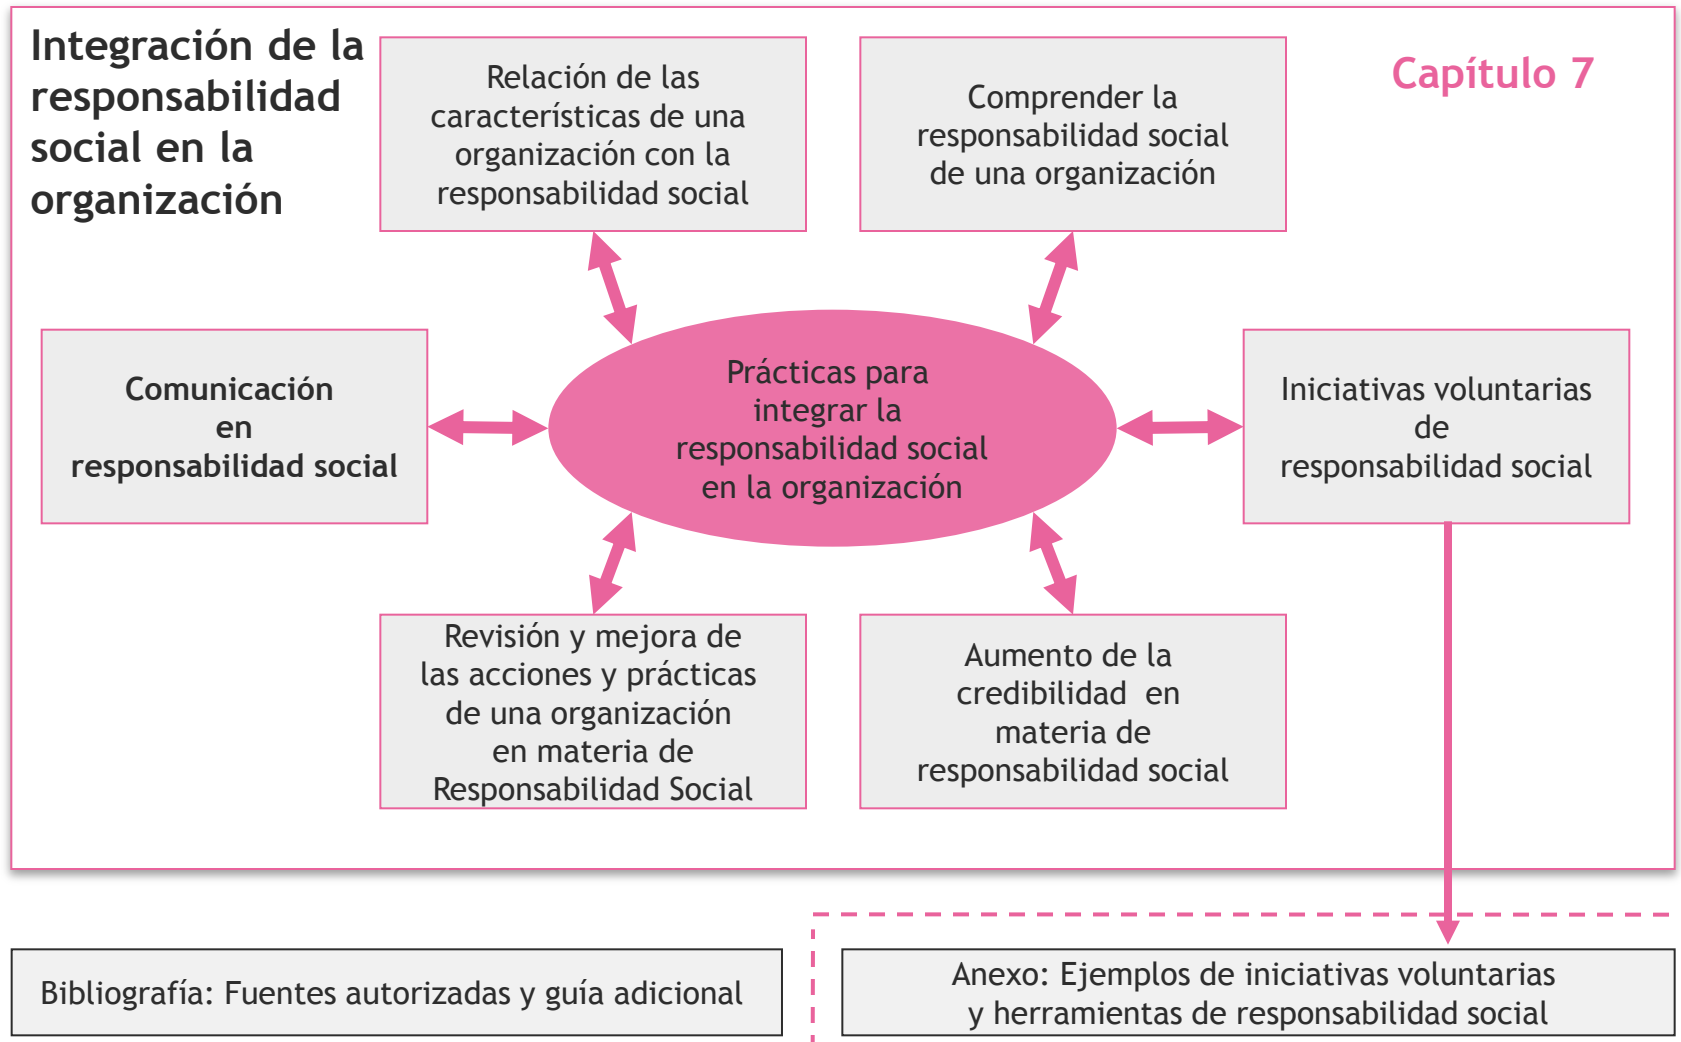 Integración de la
responsabilidad
social en la
organización
Relación de las
características de una
organización con la
responsabilidad social
Comprender la
responsabilidad social
de una organización
Capítulo 7
Comunicación
en
responsabilidad social
Prácticas para
integrar la
responsabilidad social
en la organización
Iniciativas voluntarias
de
responsabilidad social
Revisión y mejora de
las acciones y prácticas
de una organización
en materia de
Responsabilidad Social
Aumento de la
credibilidad en
materia de
responsabilidad social
Bibliografía: Fuentes autorizadas y guía adicional
Anexo: Ejemplos de iniciativas voluntarias
y herramientas de responsabilidad social